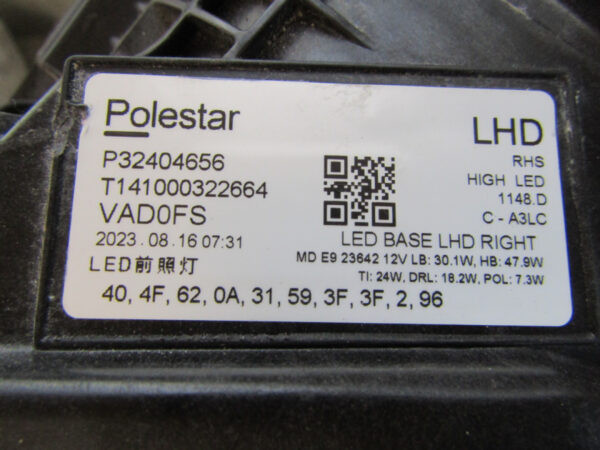 Polestar
LHD
P32404656
RHS
T141000322664
HIGH LED
VAD0FS
1148.D
C - A3LC
2023.08.16 07:31
LED BASE LHD RIGHT
LED前照灯
MD E9 23642 12V LB: 30.1W, HB: 47.9W
TI: 24W, DRL: 18.2W, POL: 7.3W
40, 4F, 62, 0A, 31, 59, 3F, 3F, 2, 96